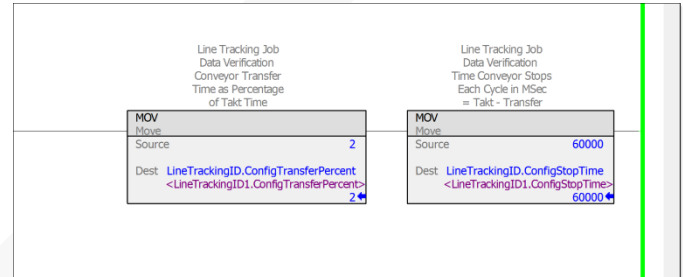 Line Tracking Job
Data Verification
Conveyor Transfer
Time as Percentage
of Takt Time
MOV
Move
Source 2
Dest LineTrackingID.ConfigTransferPercent
<LineTrackingID1.ConfigTransferPercent>
2
Line Tracking Job
Data Verification
Time Conveyor Stops
Each Cycle in MSec
= Takt - Transfer
MOV
Move
Source 60000
Dest LineTrackingID.ConfigStopTime
<LineTrackingID1.ConfigStopTime>
60000